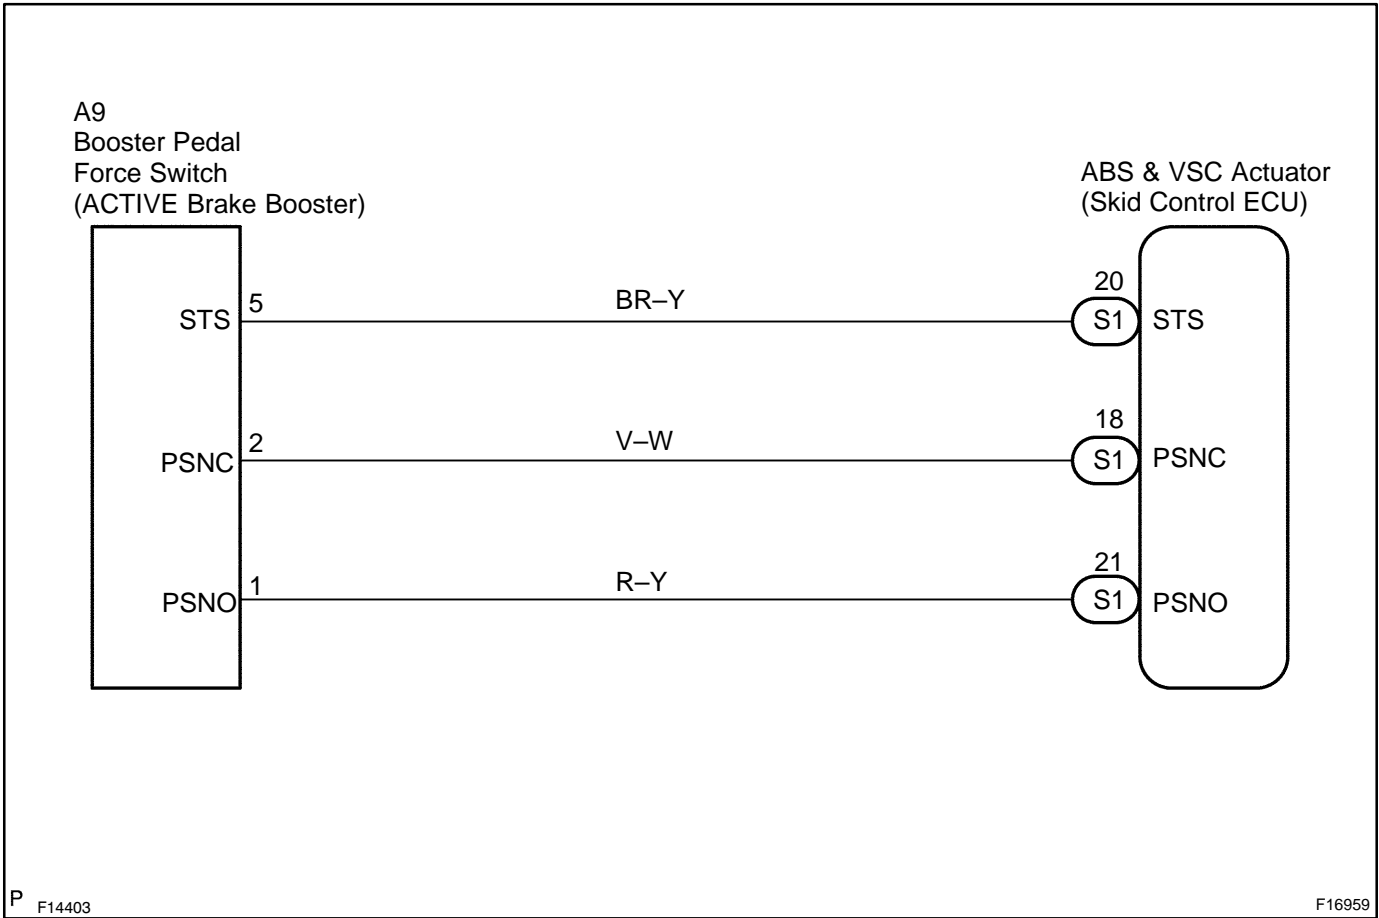 A9
Booster Pedal
Force Switch
(ACTIVE Brake Booster)
ABS & VSC Actuator
(Skid Control ECU)
STS
5
BR–Y
20
S1
STS
PSNC
2
V–W
18
S1
PSNC
PSNO
1
R–Y
21
S1
PSNO
P
F14403
F16959